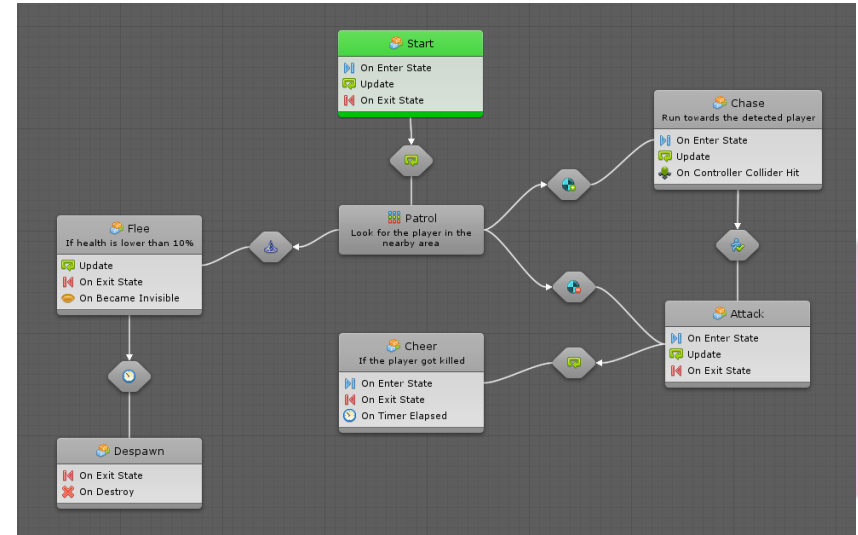 Start
On Enter State
Update
On Exit State
Chase
Run towards the detected player
On Enter State
Update
On Controller Collider Hit
Patrol
Look for the player in the
nearby area
Flee
If health is lower than 10%
Update
On Exit State
On Became Invisible
Attack
On Enter State
Update
On Exit State
Cheer
If the player got killed
On Enter State
On Exit State
On Timer Elapsed
Despawn
On Exit State
On Destroy